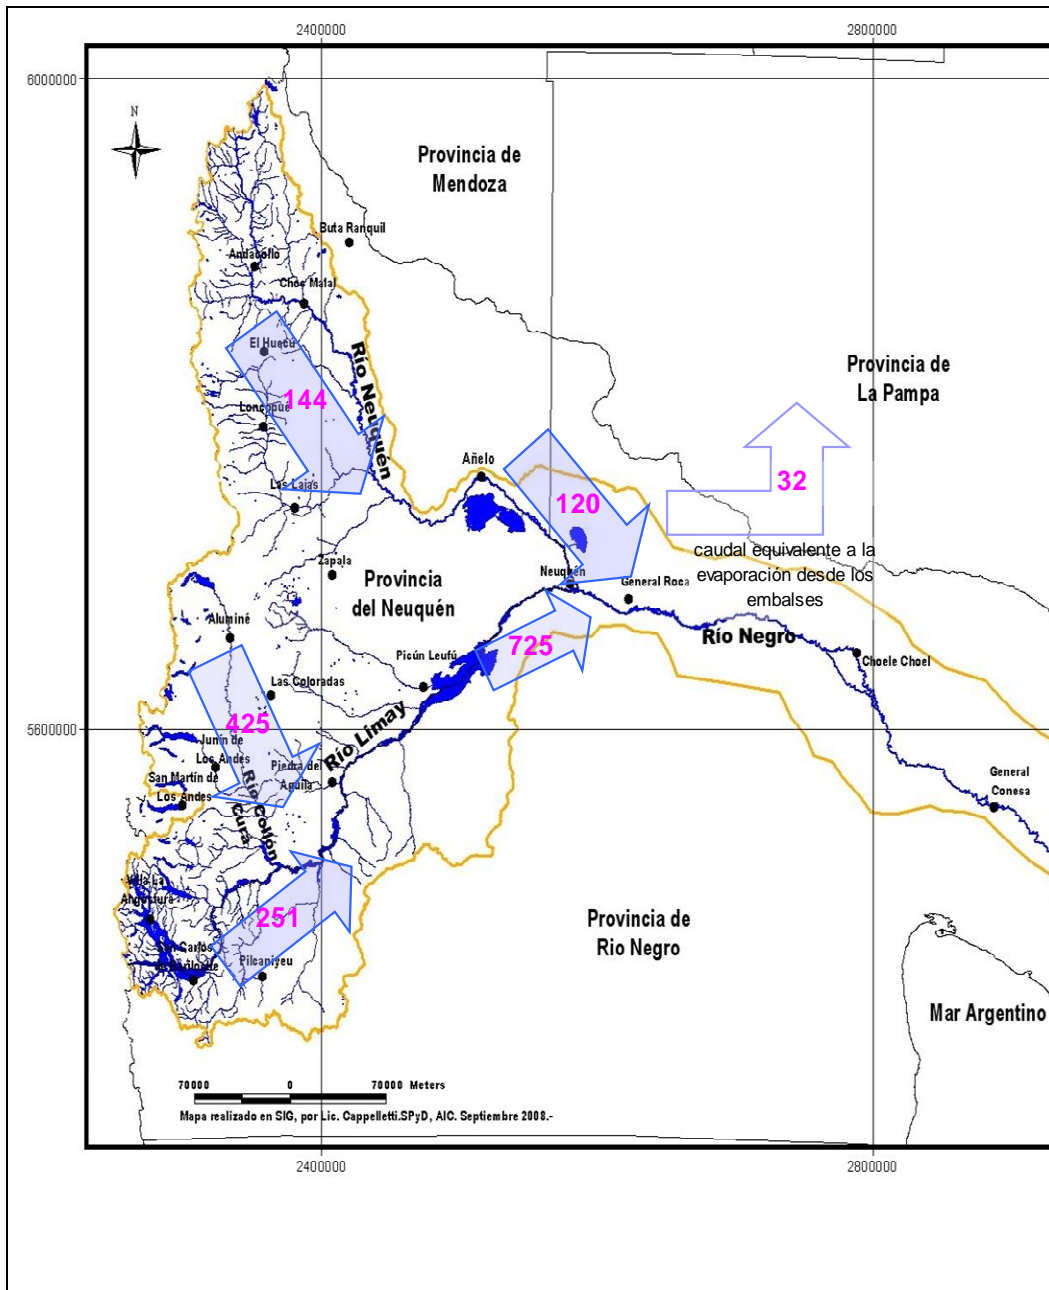 2400000
2800000
6000000
N
Provincia de
Mendoza
Buta Ranquil
Andacollo
Chos Malal
El Huecú
Río Neuquén
Provincia de
La Pampa
144
Loncopué
Añelo
Las Lajas
120
32
caudal equivalente a la
evaporación desde los
embalses
Zapala
Provincia
del Neuquén
Neuquén
General Roca
Aluminé
Río Negro
725
Picún Leufú
Choele Choel
Las Coloradas
425
Río Limay
5600000
Junín de
Los Andes
Piedra del
Aguila
San Martín de
Los Andes
Río Collón
Curá
General
Conesa
Villa La
Angostura
251
Provincia de
Río Negro
San Carlos
de Bariloche
Pilcaniyeu
Mar Argentino
70000 0 70000 Meters
Mapa realizado en SIG, por Lic. Cappelletti.SPyD, AIC. Septiembre 2008.-
2400000
2800000